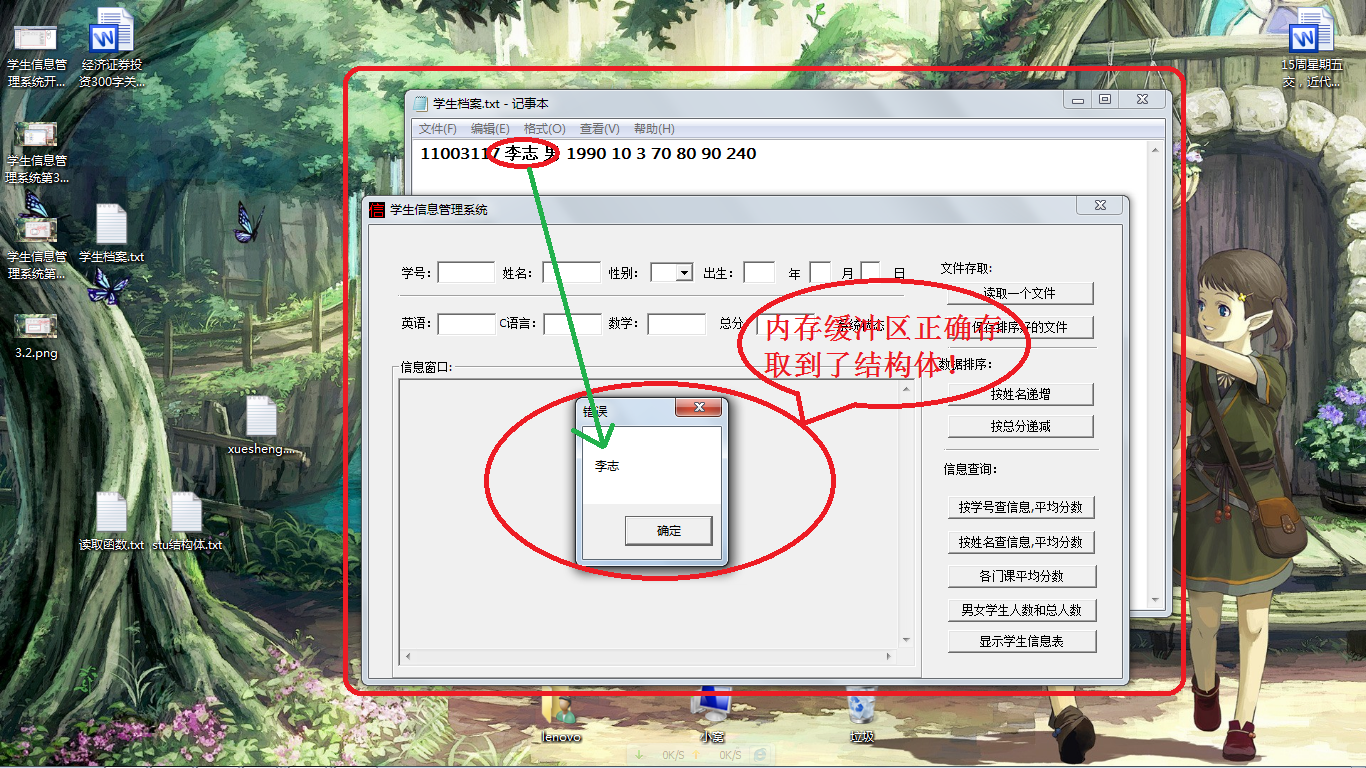 学生信息管
理系统开...
经济证券投
资300字关...
15周星期五
交，近代...
学生信息管
理系统第3...
学生信息管
理系统第...
学生档案.txt
3.2.png
xuesheng....
读取函数.txt
stu结构体.txt
学生档案.txt - 记事本
文件(F) 编辑(E) 格式(O) 查看(V) 帮助(H)
11003117 李志 男 1990 10 3 70 80 90 240
信 学生信息管理系统
学号: 姓名: 性别: 出生: 年 月 日
英语: C语言: 数学: 总分
信息窗口:
文件存取:
读取一个文件
保存排序好的文件
数据排序:
按姓名递增
按总分递减
信息查询:
按学号查信息,平均分数
按姓名查信息,平均分数
各门课平均分数
男女学生人数和总人数
显示学生信息表
内存缓冲区正确存
取到了结构体！
错误
李志
确定
lenovo
垃圾
0K/S 0K/S